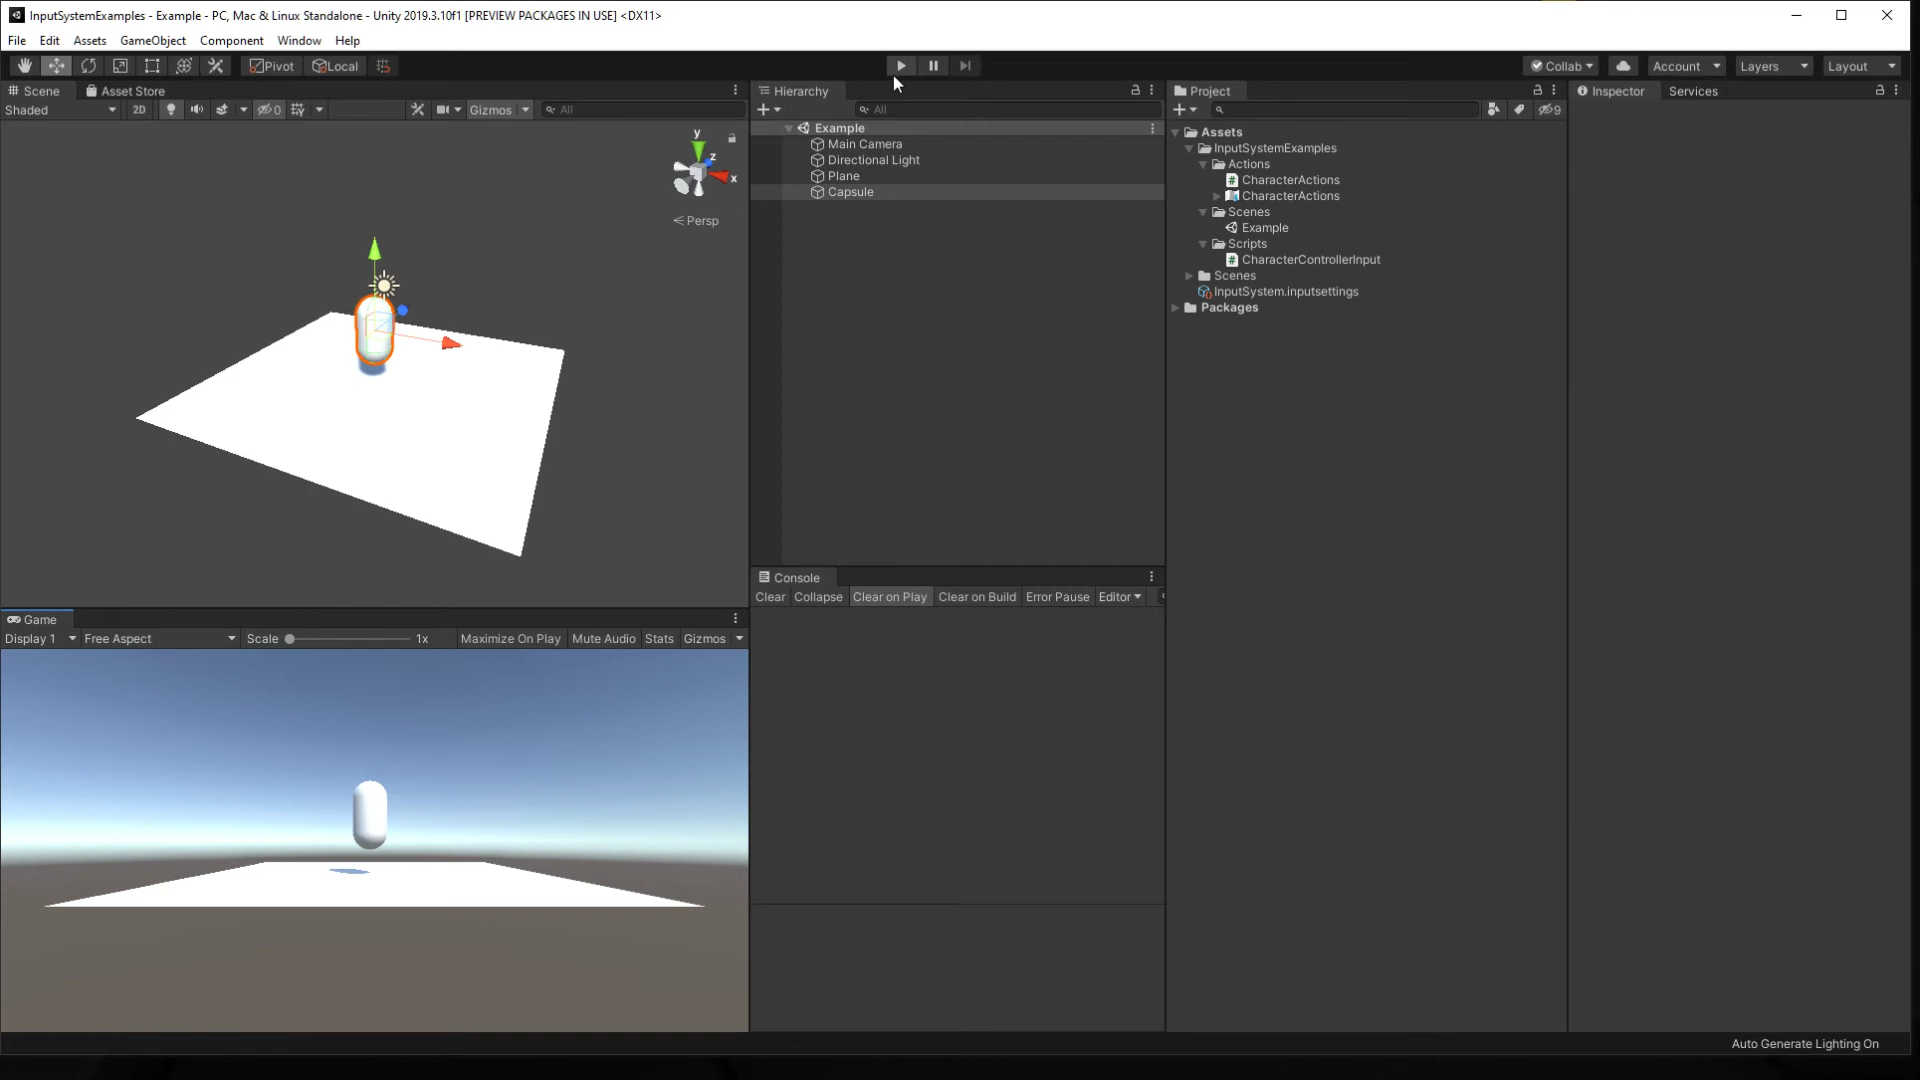 InputSystemExamples - Example - PC, Mac & Linux Standalone - Unity 2019.3.10f1 [PREVIEW PACKAGES IN USE] <DX11>
File Edit Assets GameObject Component Window Help
Pivot Local Collab Account Layers Layout
Scene Asset Store
Shaded 2D 0 Gizmos All
y
z
x
Persp
Hierarchy
All
Example
Main Camera
Directional Light
Plane
Capsule
Project
9
Assets
InputSystemExamples
Actions
CharacterActions
CharacterActions
Scenes
Example
Scripts
CharacterControllerInput
Scenes
InputSystem.inputsettings
Packages
Inspector Services
Console
Clear Collapse Clear on Play Clear on Build Error Pause Editor
Game
Display 1 Free Aspect Scale 1x Maximize On Play Mute Audio Stats Gizmos
Auto Generate Lighting On